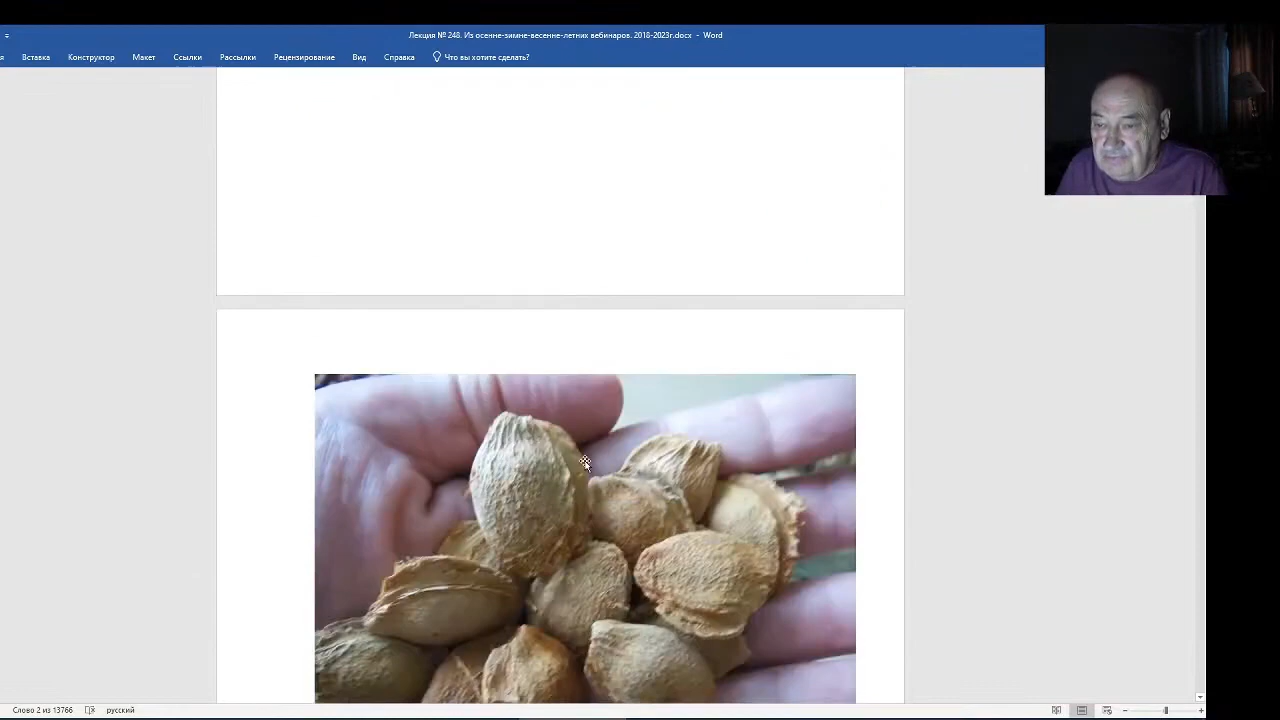 Лекция № 248. Из осенне-зимне-весенне-летних вебинаров. 2018-2023г.docx - Word
я Вставка Конструктор Макет Ссылки Рассылки Рецензирование Вид Справка Что вы хотите сделать?
Слово 2 из 13766 русский